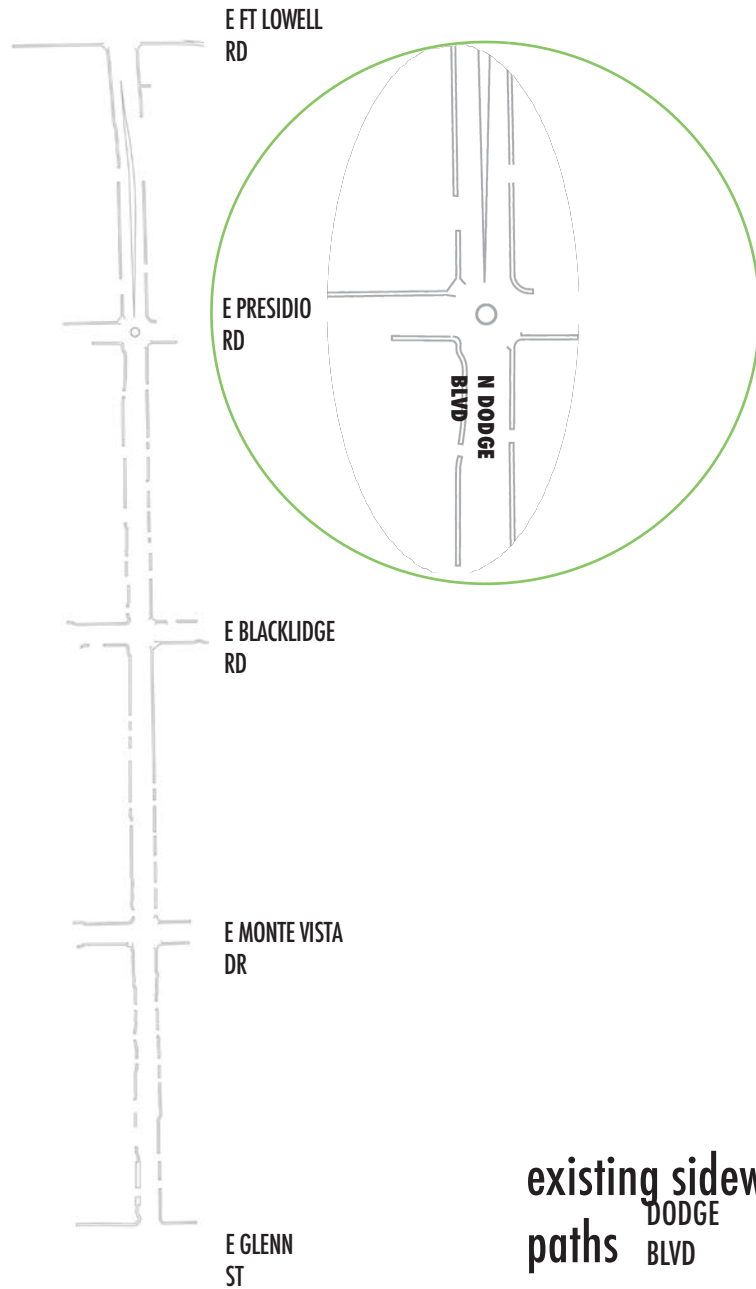 E FT LOWELL
RD
E PRESIDIO
RD
N DODGE
BLVD
E BLACKLIDGE
RD
E MONTE VISTA
DR
E GLENN
ST
existing sidew
paths
DODGE
BLVD